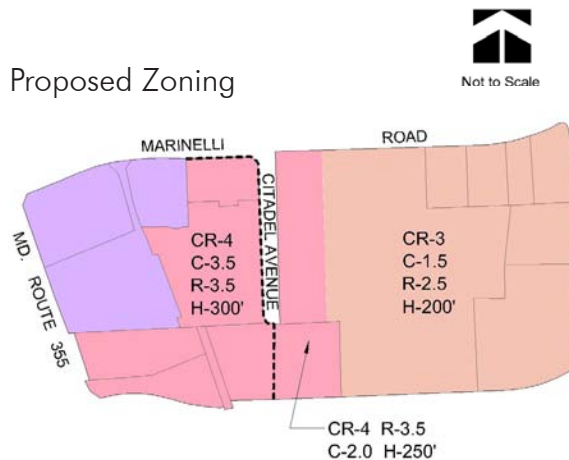 Proposed Zoning
Not to Scale
MARINELLI
ROAD
CITADEL AVENUE
MD. ROUTE 355
CR-4
C-3.5
R-3.5
H-300'
CR-3
C-1.5
R-2.5
H-200'
CR-4 R-3.5
C-2.0 H-250'